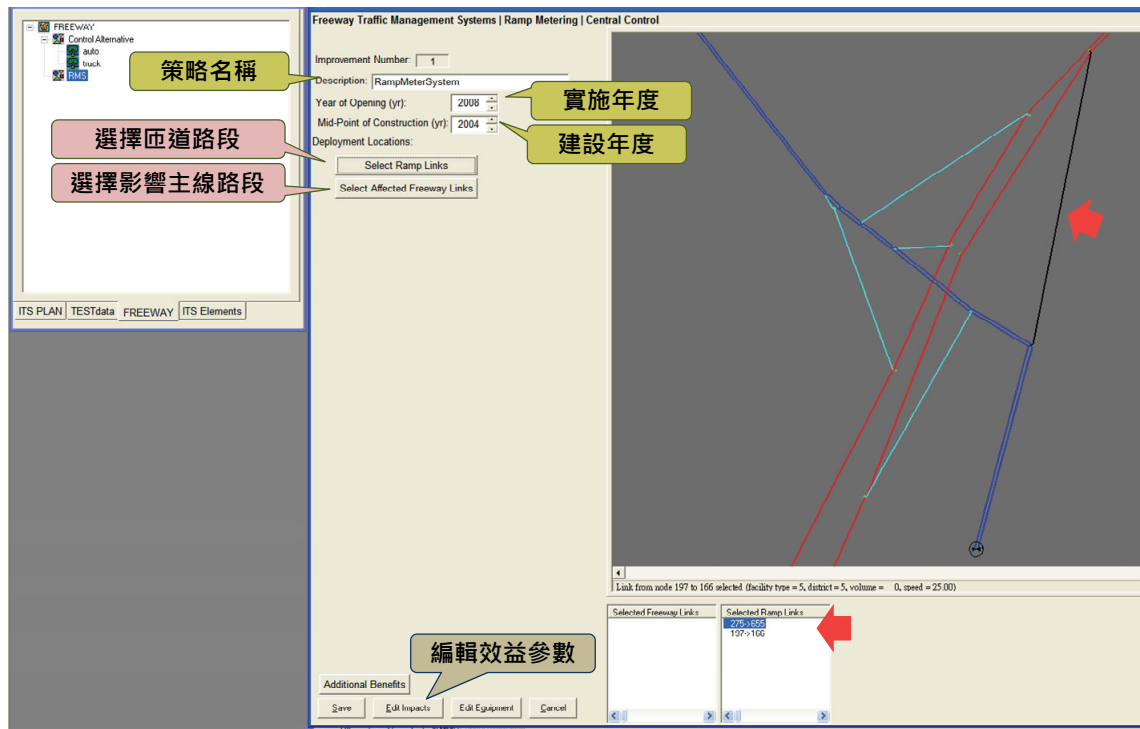 FREEWAY
Control Alternative
auto
truck
RMS
ITS PLAN TESTdata FREEWAY ITS Elements
Freeway Traffic Management Systems | Ramp Metering | Central Control
Improvement Number: 1
策略名稱
Description: RampMeterSystem
Year of Opening (yr): 2008
實施年度
Mid-Point of Construction (yr): 2004
建設年度
Deployment Locations:
選擇匝道路段
Select Ramp Links
選擇影響主線路段
Select Affected Freeway Links
Link from node 197 to 166 selected (facility type = 5, district = 5, volume = 0, speed = 25.00)
Selected Freeway Links
Selected Ramp Links
275->655
197->166
編輯效益參數
Additional Benefits
Save Edit Impacts Edit Equipment Cancel